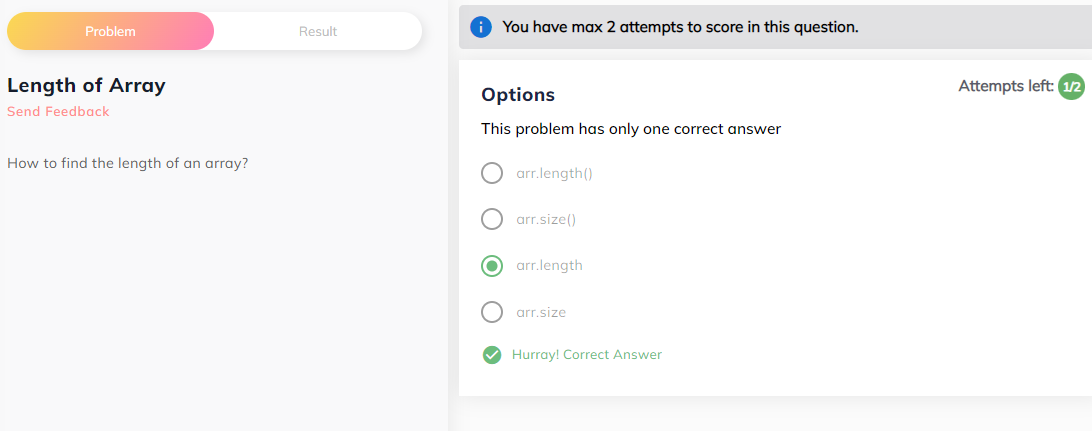 Problem
Result
Length of Array
Send Feedback
How to find the length of an array?
You have max 2 attempts to score in this question.
Attempts left: 1/2
Options
This problem has only one correct answer
arr.length()
arr.size()
arr.length
arr.size
Hurray! Correct Answer